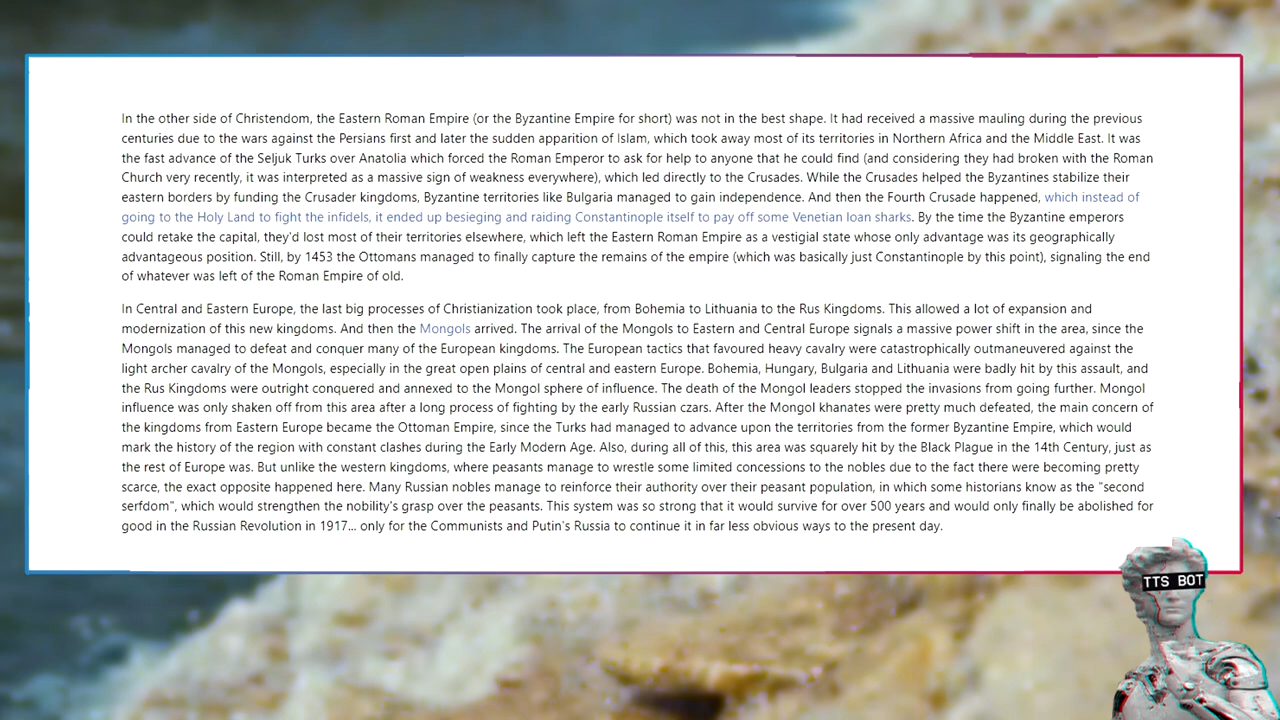 In the other side of Christendom, the Eastern Roman Empire (or the Byzantine Empire for short) was not in the best shape. It had received a massive mauling during the previous
centuries due to the wars against the Persians first and later the sudden apparition of Islam, which took away most of its territories in Northern Africa and the Middle East. It was
the fast advance of the Seljuk Turks over Anatolia which forced the Roman Emperor to ask for help to anyone that he could find (and considering they had broken with the Roman
Church very recently, it was interpreted as a massive sign of weakness everywhere), which led directly to the Crusades. While the Crusades helped the Byzantines stabilize their
eastern borders by funding the Crusader kingdoms, Byzantine territories like Bulgaria managed to gain independence. And then the Fourth Crusade happened, which instead of
going to the Holy Land to fight the infidels, it ended up besieging and raiding Constantinople itself to pay off some Venetian loan sharks. By the time the Byzantine emperors
could retake the capital, they'd lost most of their territories elsewhere, which left the Eastern Roman Empire as a vestigial state whose only advantage was its geographically
advantageous position. Still, by 1453 the Ottomans managed to finally capture the remains of the empire (which was basically just Constantinople by this point), signaling the end
of whatever was left of the Roman Empire of old.
In Central and Eastern Europe, the last big processes of Christianization took place, from Bohemia to Lithuania to the Rus Kingdoms. This allowed a lot of expansion and
modernization of this new kingdoms. And then the Mongols arrived. The arrival of the Mongols to Eastern and Central Europe signals a massive power shift in the area, since the
Mongols managed to defeat and conquer many of the European kingdoms. The European tactics that favoured heavy cavalry were catastrophically outmaneuvered against the
light archer cavalry of the Mongols, especially in the great open plains of central and eastern Europe. Bohemia, Hungary, Bulgaria and Lithuania were badly hit by this assault, and
the Rus Kingdoms were outright conquered and annexed to the Mongol sphere of influence. The death of the Mongol leaders stopped the invasions from going further. Mongol
influence was only shaken off from this area after a long process of fighting by the early Russian czars. After the Mongol khanates were pretty much defeated, the main concern of
the kingdoms from Eastern Europe became the Ottoman Empire, since the Turks had managed to advance upon the territories from the former Byzantine Empire, which would
mark the history of the region with constant clashes during the Early Modern Age. Also, during all of this, this area was squarely hit by the Black Plague in the 14th Century, just as
the rest of Europe was. But unlike the western kingdoms, where peasants manage to wrestle some limited concessions to the nobles due to the fact there were becoming pretty
scarce, the exact opposite happened here. Many Russian nobles manage to reinforce their authority over their peasant population, in which some historians know as the "second
serfdom", which would strengthen the nobility's grasp over the peasants. This system was so strong that it would survive for over 500 years and would only finally be abolished for
good in the Russian Revolution in 1917... only for the Communists and Putin's Russia to continue it in far less obvious ways to the present day.
TTS BOT